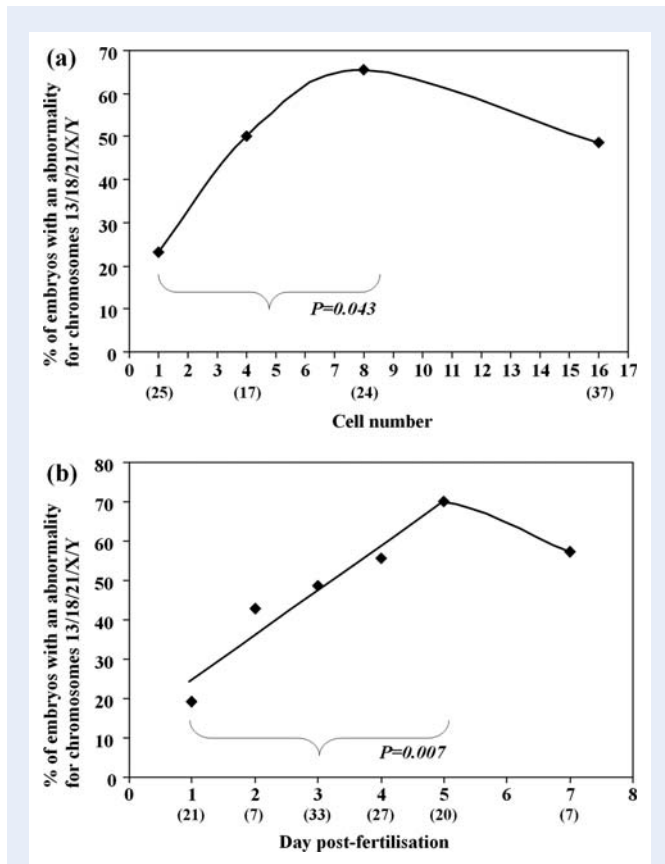 (a)
% of embryos with an abnormality
for chromosomes 13/18/21/X/Y
70
60
50
40
30
20
10
0
P=0.043
0 1 2 3 4 5 6 7 8 9 10 11 12 13 14 15 16 17
(25) (17) (24) (37)
Cell number
(b)
% of embryos with an abnormality
for chromosomes 13/18/21/X/Y
80
70
60
50
40
30
20
10
0
P=0.007
0 1 2 3 4 5 6 7 8
(21) (7) (33) (27) (20) (7)
Day post-fertilisation